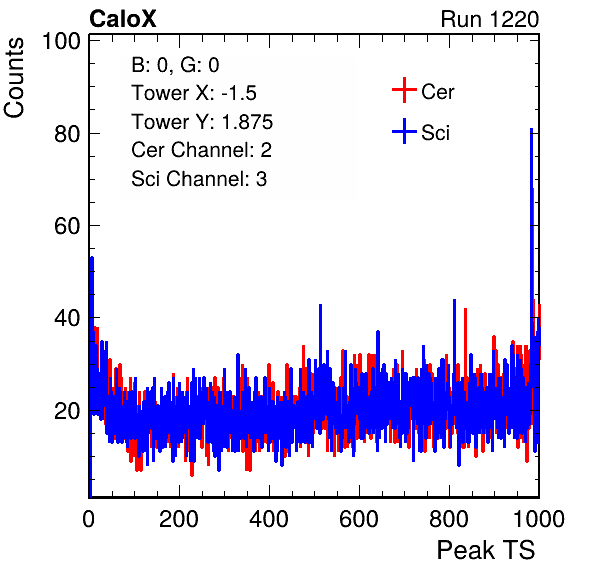 CaloX Run 1220
Counts
100
80
60
40
20
B: 0, G: 0
Tower X: -1.5
Tower Y: 1.875
Cer Channel: 2
Sci Channel: 3
Cer
Sci
0 200 400 600 800 1000
Peak TS